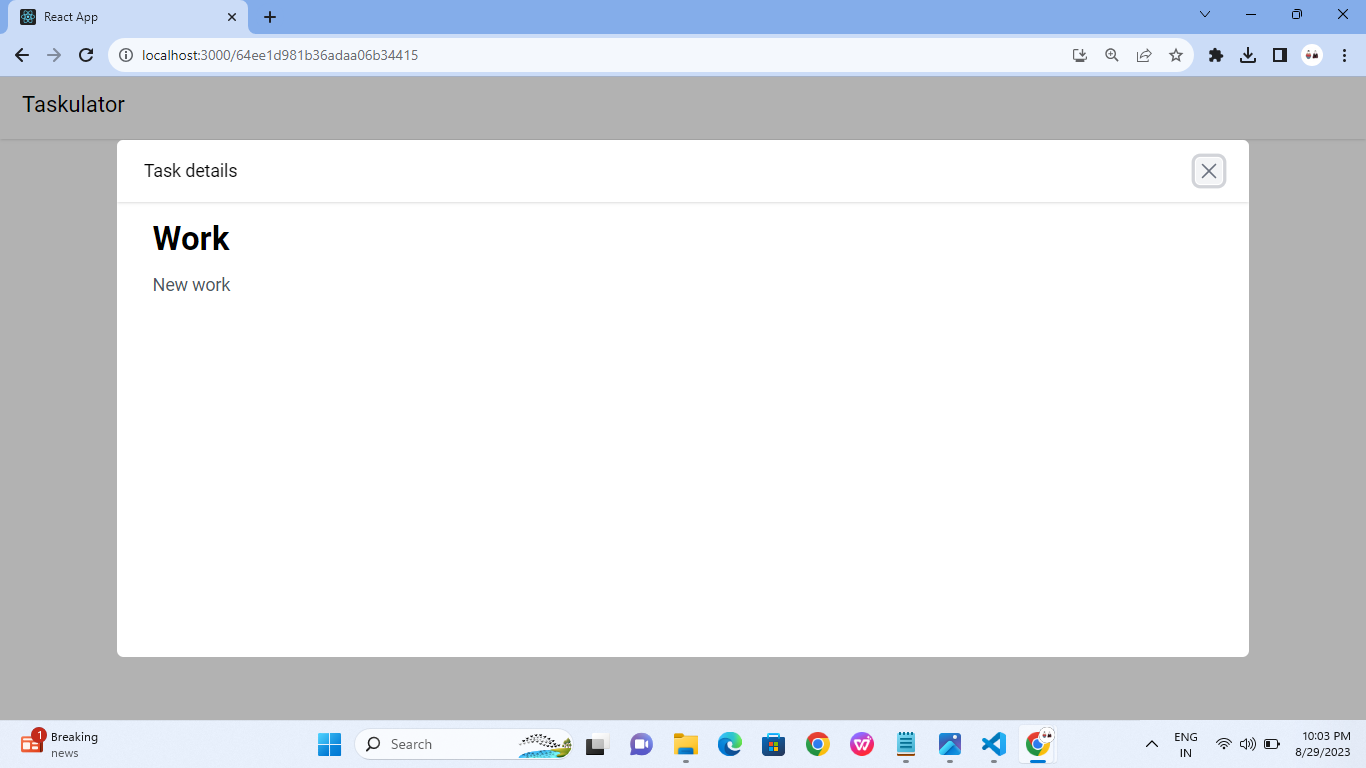 React App
localhost:3000/64ee1d981b36adaa06b34415
Taskulator
Task details
Work
New work
1
Breaking
news
Search
ENG
IN
10:03 PM
8/29/2023